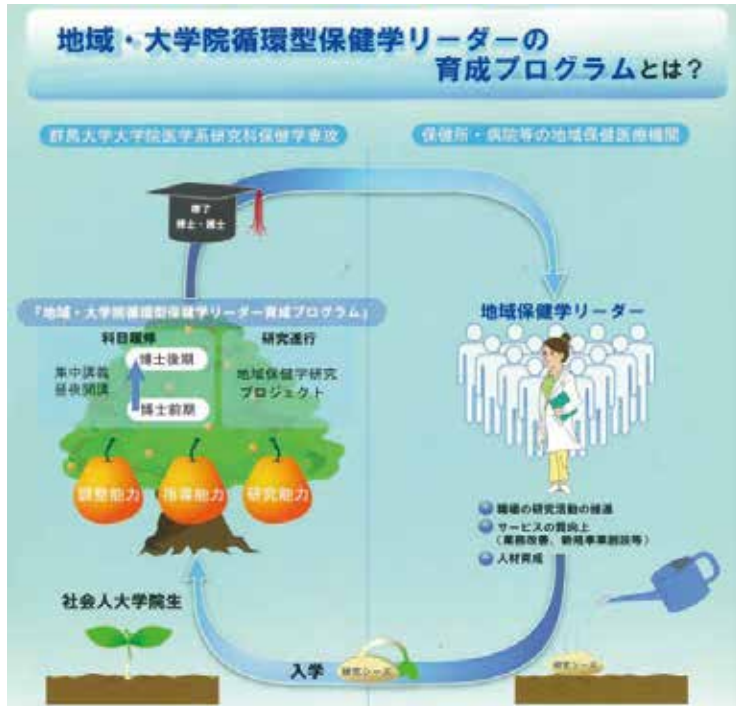 地域・大学院循環型保健学リーダーの
育成プログラムとは？
群馬大学大学院医学系研究科保健学専攻
保健所・病院等の地域保健医療機関
修了
修士・博士
「地域・大学院循環型保健学リーダー育成プログラム」
科目履修
研究遂行
集中講義
昼夜開講
博士後期
博士前期
地域保健学研究
プロジェクト
調整能力
指導能力
研究能力
地域保健学リーダー
職場の研究活動の推進
サービスの質向上
（業務改善、新規事業創設等）
人材育成
社会人大学院生
入学
研究シーズ
研究シーズ